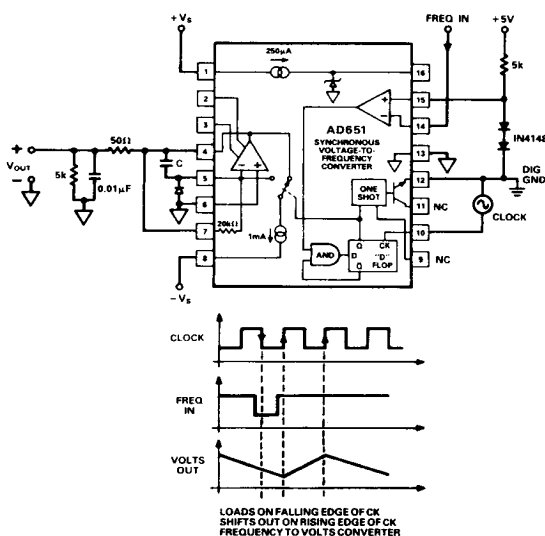 +VS
FREQ IN
+5V
250μA
5k
1
16
2
15
3
14
AD651
SYNCHRONOUS
VOLTAGE-TO-
FREQUENCY
CONVERTER
IN4148
+
VOUT
–
50Ω
5k
0.01μF
C
4
13
5
12
DIG
GND
6
11
NC
ONE
SHOT
CLOCK
20kΩ
7
10
1mA
AND
D
Q
CK
"D"
FLOP
Q
8
9
NC
–VS
CLOCK
FREQ
IN
VOLTS
OUT
LOADS ON FALLING EDGE OF CK
SHIFTS OUT ON RISING EDGE OF CK
FREQUENCY TO VOLTS CONVERTER